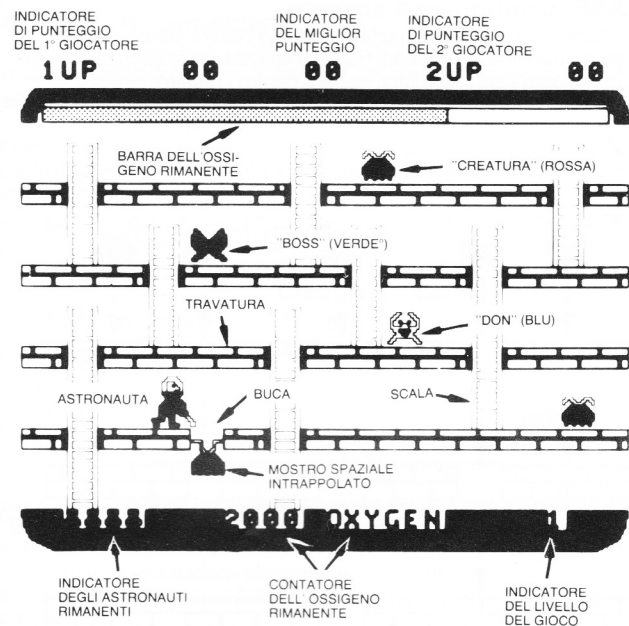 INDICATORE
DI PUNTEGGIO
DEL 1° GIOCATORE
INDICATORE
DEL MIGLIOR
PUNTEGGIO
INDICATORE
DI PUNTEGGIO
DEL 2° GIOCATORE
1UP 00 00 2UP 00
BARRA DELL'OSSI-
GENO RIMANENTE
"CREATURA" (ROSSA)
"BOSS" (VERDE°)
TRAVATURA
"DON" (BLU)
ASTRONAUTA
BUCA
SCALA
MOSTRO SPAZIALE
INTRAPPOLATO
2000 OXYGEN 1
INDICATORE
DEGLI ASTRONAUTI
RIMANENTI
CONTATORE
DELL' OSSIGENO
RIMANENTE
INDICATORE
DEL LIVELLO
DEL GIOCO